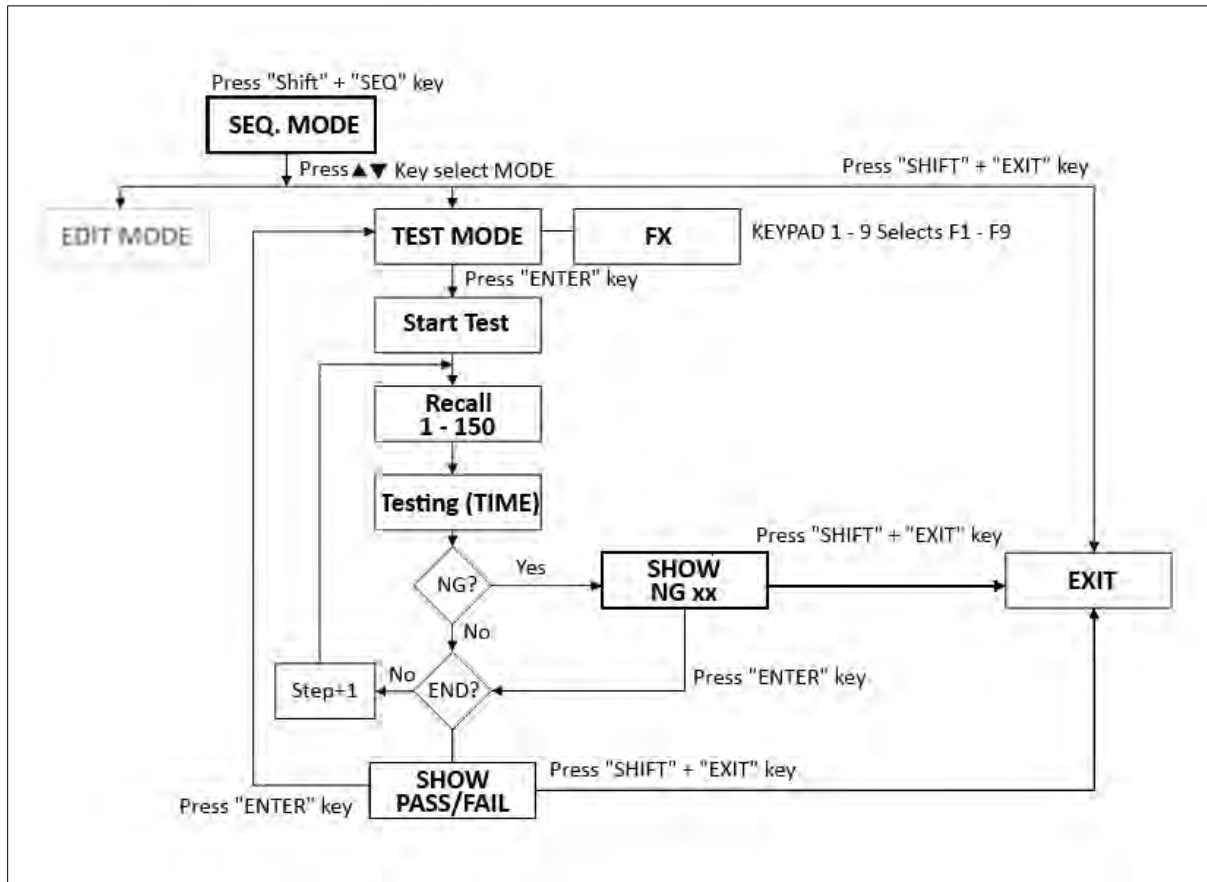 Press "Shift" + "SEQ" key
SEQ. MODE
Press▲▼ Key select MODE
Press "SHIFT" + "EXIT" key
EDIT MODE
TEST MODE
FX
KEYPAD 1 - 9 Selects F1 - F9
Press "ENTER" key
Start Test
Recall
1 - 150
Testing (TIME)
Press "SHIFT" + "EXIT" key
NG?
Yes
SHOW
NG xx
EXIT
No
Press "ENTER" key
Step+1
No
END?
SHOW
PASS/FAIL
Press "SHIFT" + "EXIT" key
Press "ENTER" key